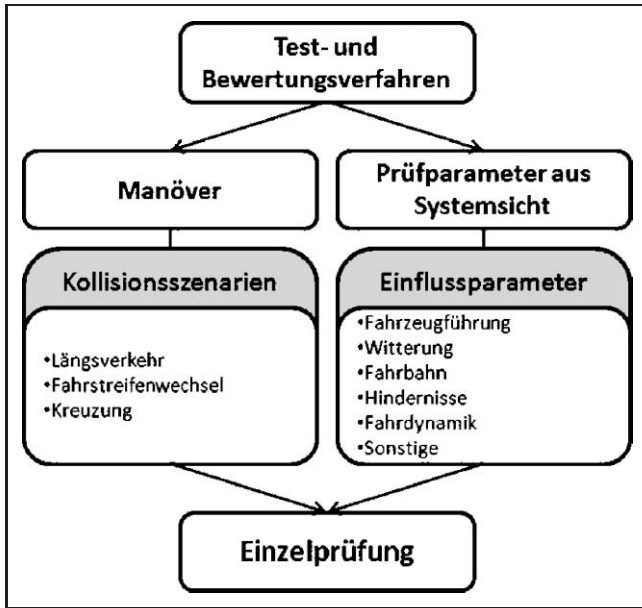 Test- und
Bewertungsverfahren
Manöver
Prüfparameter aus
Systemsicht
Kollisionsszenarien
•Längsverkehr
•Fahrstreifenwechsel
•Kreuzung
Einflussparameter
•Fahrzeugführung
•Witterung
•Fahrbahn
•Hindernisse
•Fahrdynamik
•Sonstige
Einzelprüfung